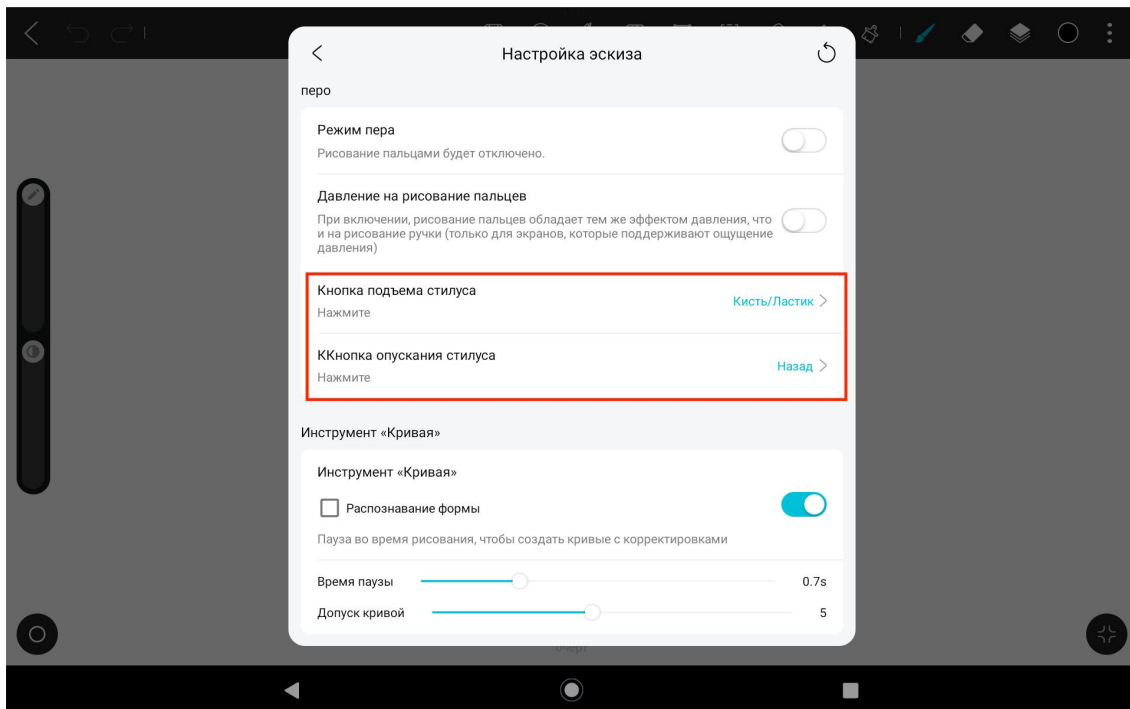 Настройка эскиза
перо
Режим пера
Рисование пальцами будет отключено.
Давление на рисование пальцев
При включении, рисование пальцев обладает тем же эффектом давления, что
и на рисование ручки (только для экранов, которые поддерживают ощущение
давления)
Кнопка подъема стилуса
Нажмите
Кисть/Ластик
ККнопка опускания стилуса
Нажмите
Назад
Инструмент «Кривая»
Инструмент «Кривая»
Распознавание формы
Пауза во время рисования, чтобы создать кривые с корректировками
Время паузы 0.7s
Допуск кривой 5